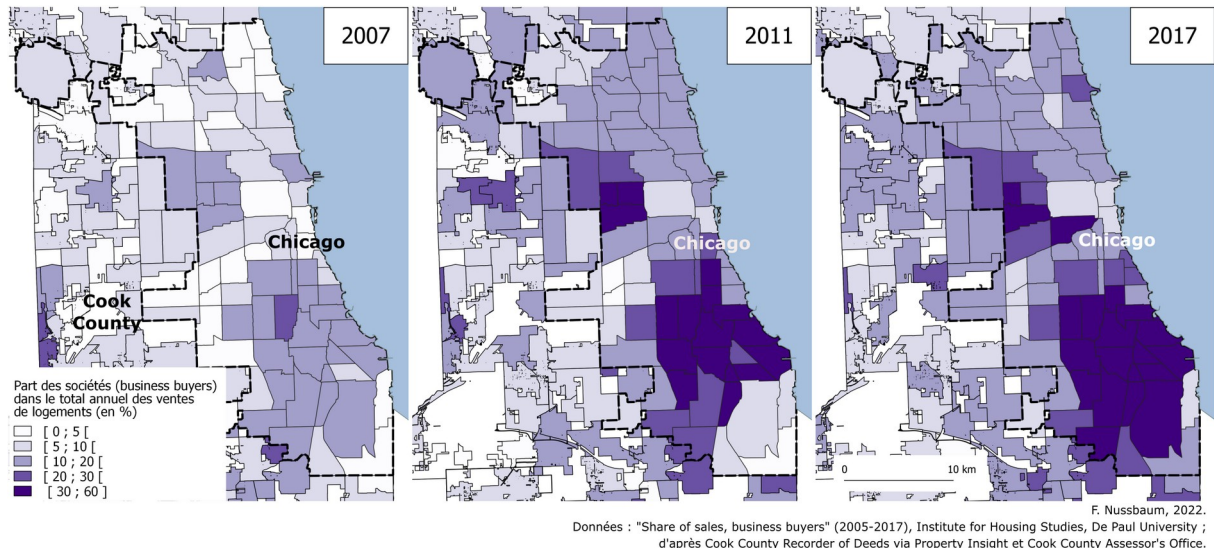 2007
2011
2017
Chicago
Chicago
Chicago
Cook
County
Part des sociétés (business buyers)
dans le total annuel des ventes
de logements (en %)
[ 0 ; 5 [
[ 5 ; 10 [
[ 10 ; 20 [
[ 20 ; 30 [
[ 30 ; 60 ]
0 10 km
F. Nussbaum, 2022.
Données : "Share of sales, business buyers" (2005-2017), Institute for Housing Studies, De Paul University ;
d'après Cook County Recorder of Deeds via Property Insight et Cook County Assessor's Office.